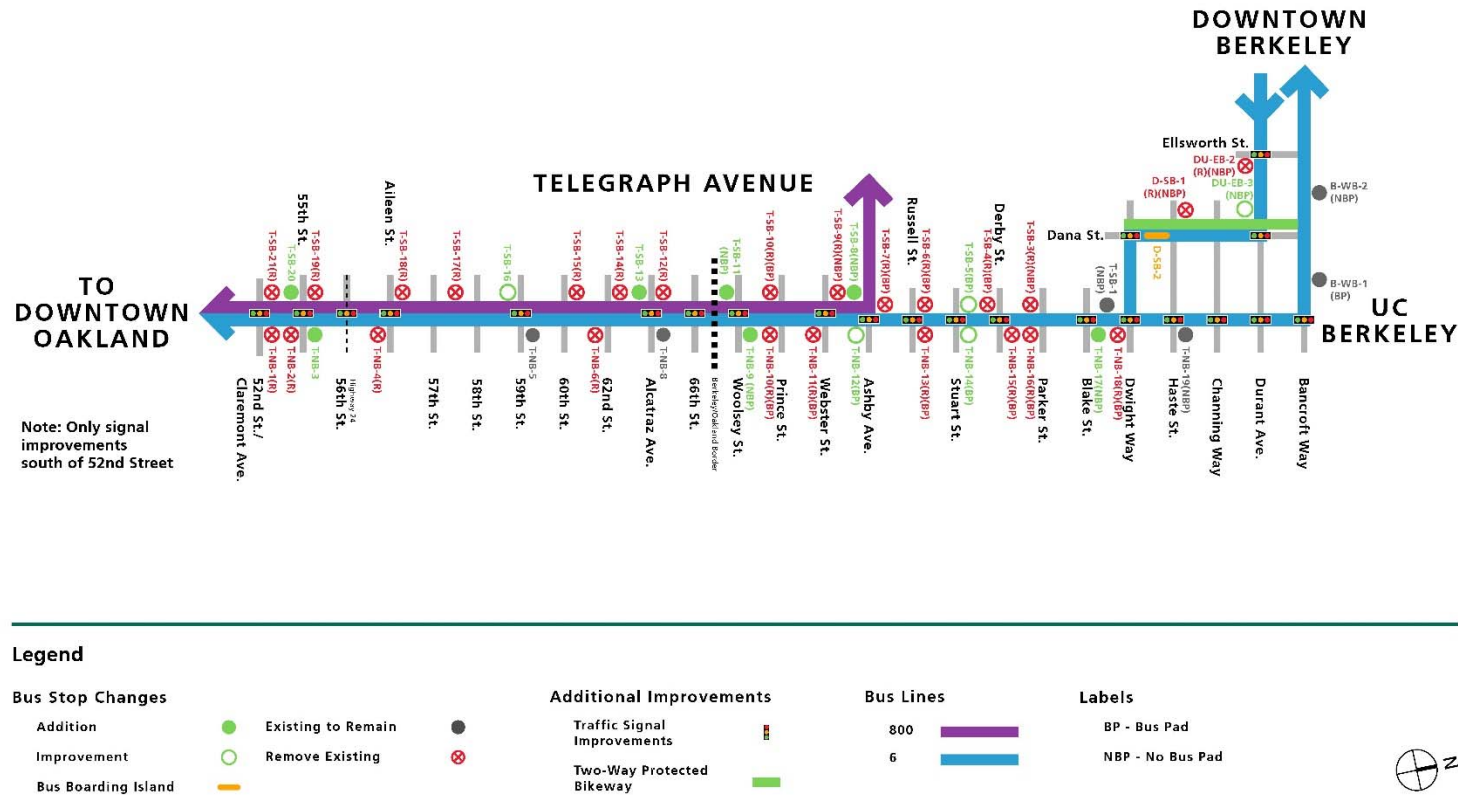 DOWNTOWN
BERKELEY
Ellsworth St.
DU-EB-2
(R)(NBP)
D-SB-1
(R)(NBP)
DU-EB-3
(NBP)
B-WB-2
(NBP)
TELEGRAPH AVENUE
Dana St.
D-SB-2
B-WB-1
(BP)
55th St.
Aileen St.
Russell St.
Derby St.
T-SB-21(R)
T-SB-20
T-SB-19(R)
T-SB-18(R)
T-SB-17(R)
T-SB-16
T-SB-15(R)
T-SB-14(R)
T-SB-13
T-SB-12(R)
T-SB-11
(NBP)
T-SB-10(R)(BP)
T-SB-9(R)(NBP)
T-SB-8(NBP)
T-SB-7(R)(BP)
T-SB-6(R)(BP)
T-SB-5(BP)
T-SB-4(R)(BP)
T-SB-3(R)(NBP)
T-SB-1
(NBP)
TO
DOWNTOWN
OAKLAND
UC
BERKELEY
T-NB-1(R)
T-NB-2(R)
T-NB-3
T-NB-4(R)
T-NB-5
T-NB-6(R)
T-NB-8
T-NB-9 (NBP)
T-NB-10(R)(BP)
T-NB-11(R)(BP)
T-NB-12(BP)
T-NB-13(R)(BP)
T-NB-14(BP)
T-NB-15(R)(BP)
T-NB-16(R)(BP)
T-NB-17(NBP)
T-NB-18(R)(BP)
T-NB-19(NBP)
52nd St./
Claremont Ave.
56th St.
Highway 24
57th St.
58th St.
59th St.
60th St.
62nd St.
Alcatraz Ave.
66th St.
Berkeley/Oakland Border
Woolsey St.
Prince St.
Webster St.
Ashby Ave.
Stuart St.
Parker St.
Blake St.
Dwight Way
Haste St.
Channing Way
Durant Ave.
Bancroft Way
Note: Only signal
improvements
south of 52nd Street
Legend
Bus Stop Changes
Addition
Existing to Remain
Improvement
Remove Existing
Bus Boarding Island
Additional Improvements
Traffic Signal
Improvements
Two-Way Protected
Bikeway
Bus Lines
800
6
Labels
BP - Bus Pad
NBP - No Bus Pad
N